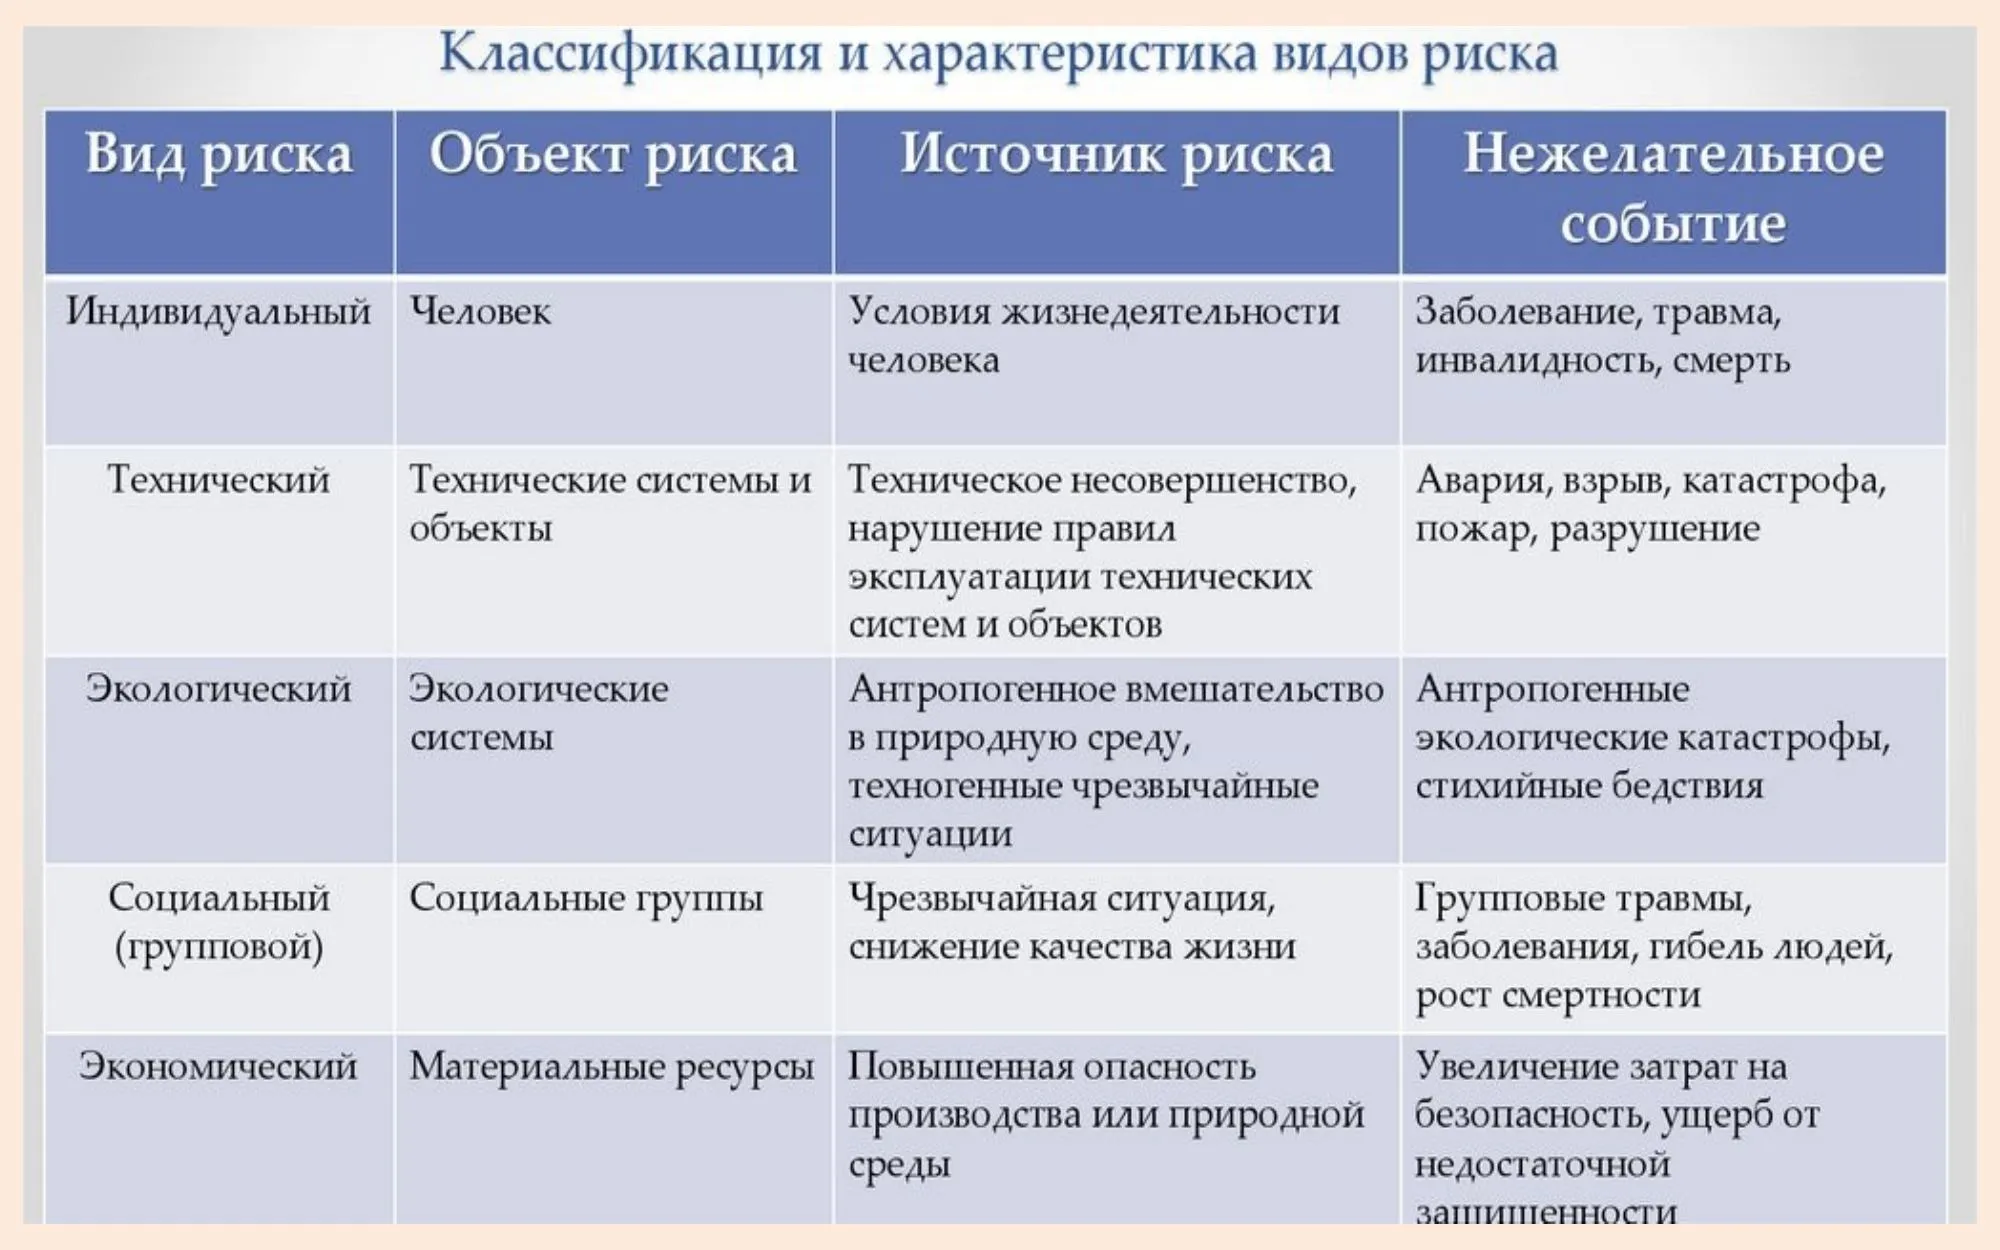 Классификация и характеристика видов риска
Вид риска
Объект риска
Источник риска
Нежелательное
событие
Индивидуальный
Человек
Условия жизнедеятельности
человека
Заболевание, травма,
инвалидность, смерть
Технический
Технические системы и
объекты
Техническое несовершенство,
нарушение правил
эксплуатации технических
систем и объектов
Авария, взрыв, катастрофа,
пожар, разрушение
Экологический
Экологические
системы
Антропогенное вмешательство
в природную среду,
техногенные чрезвычайные
ситуации
Антропогенные
экологические катастрофы,
стихийные бедствия
Социальный
(групповой)
Социальные группы
Чрезвычайная ситуация,
снижение качества жизни
Групповые травмы,
заболевания, гибель людей,
рост смертности
Экономический
Материальные ресурсы
Повышенная опасность
производства или природной
среды
Увеличение затрат на
безопасность, ущерб от
недостаточной
защищенности